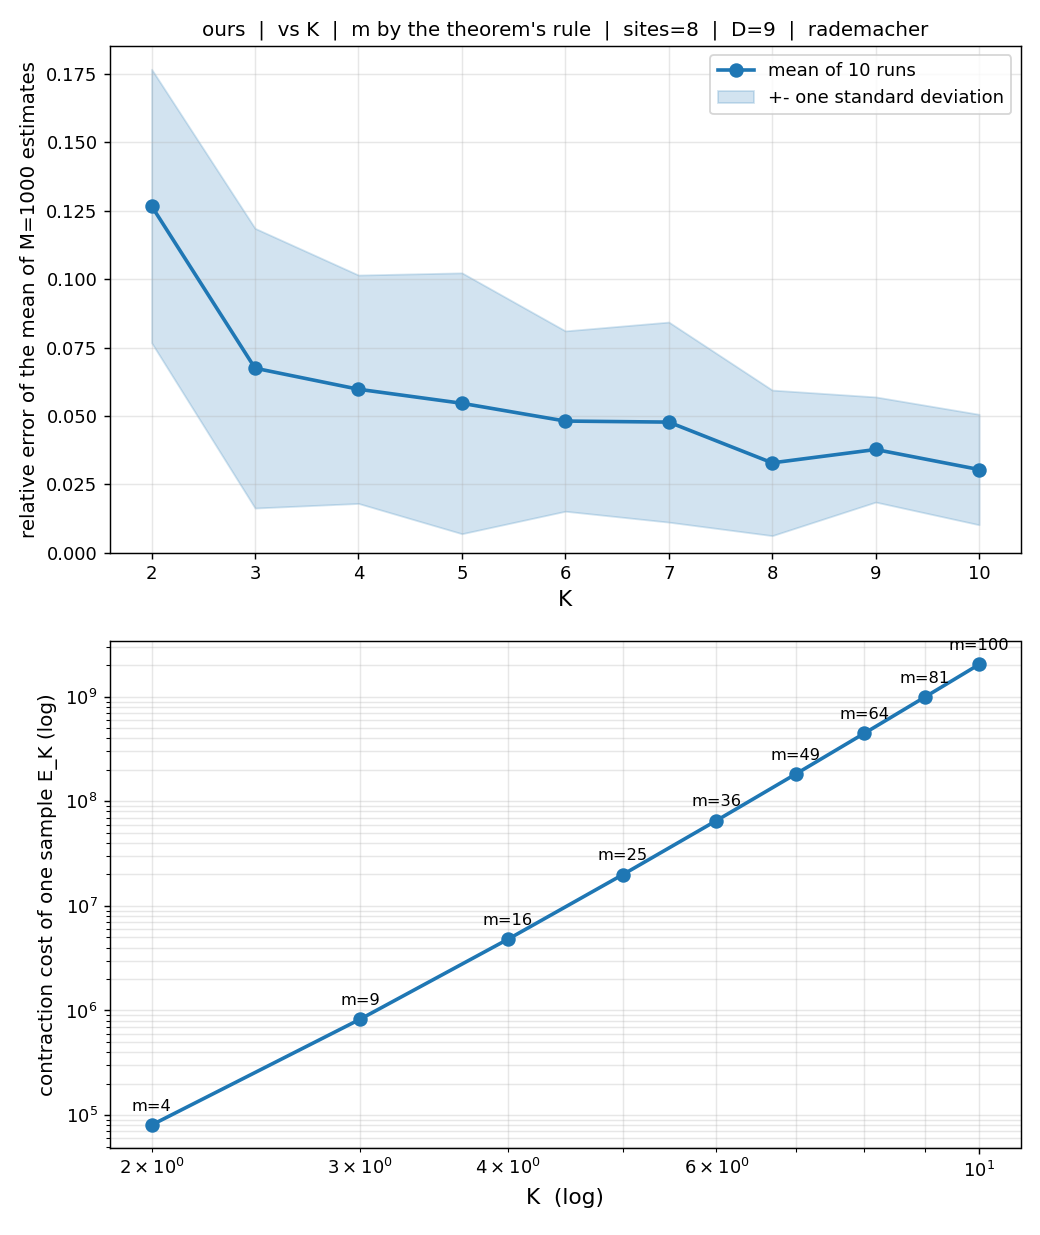 ours | vs K | m by the theorem's rule | sites=8 | D=9 | rademacher
relative error of the mean of M=1000 estimates
mean of 10 runs
+- one standard deviation
0.175
0.150
0.125
0.100
0.075
0.050
0.025
0.000
2 3 4 5 6 7 8 9 10
K
contraction cost of one sample E_K (log)
m=100
m=81
m=64
m=49
m=36
m=25
m=16
m=9
m=4
10⁹
10⁸
10⁷
10⁶
10⁵
2 × 10⁰ 3 × 10⁰ 4 × 10⁰ 6 × 10⁰ 10¹
K (log)